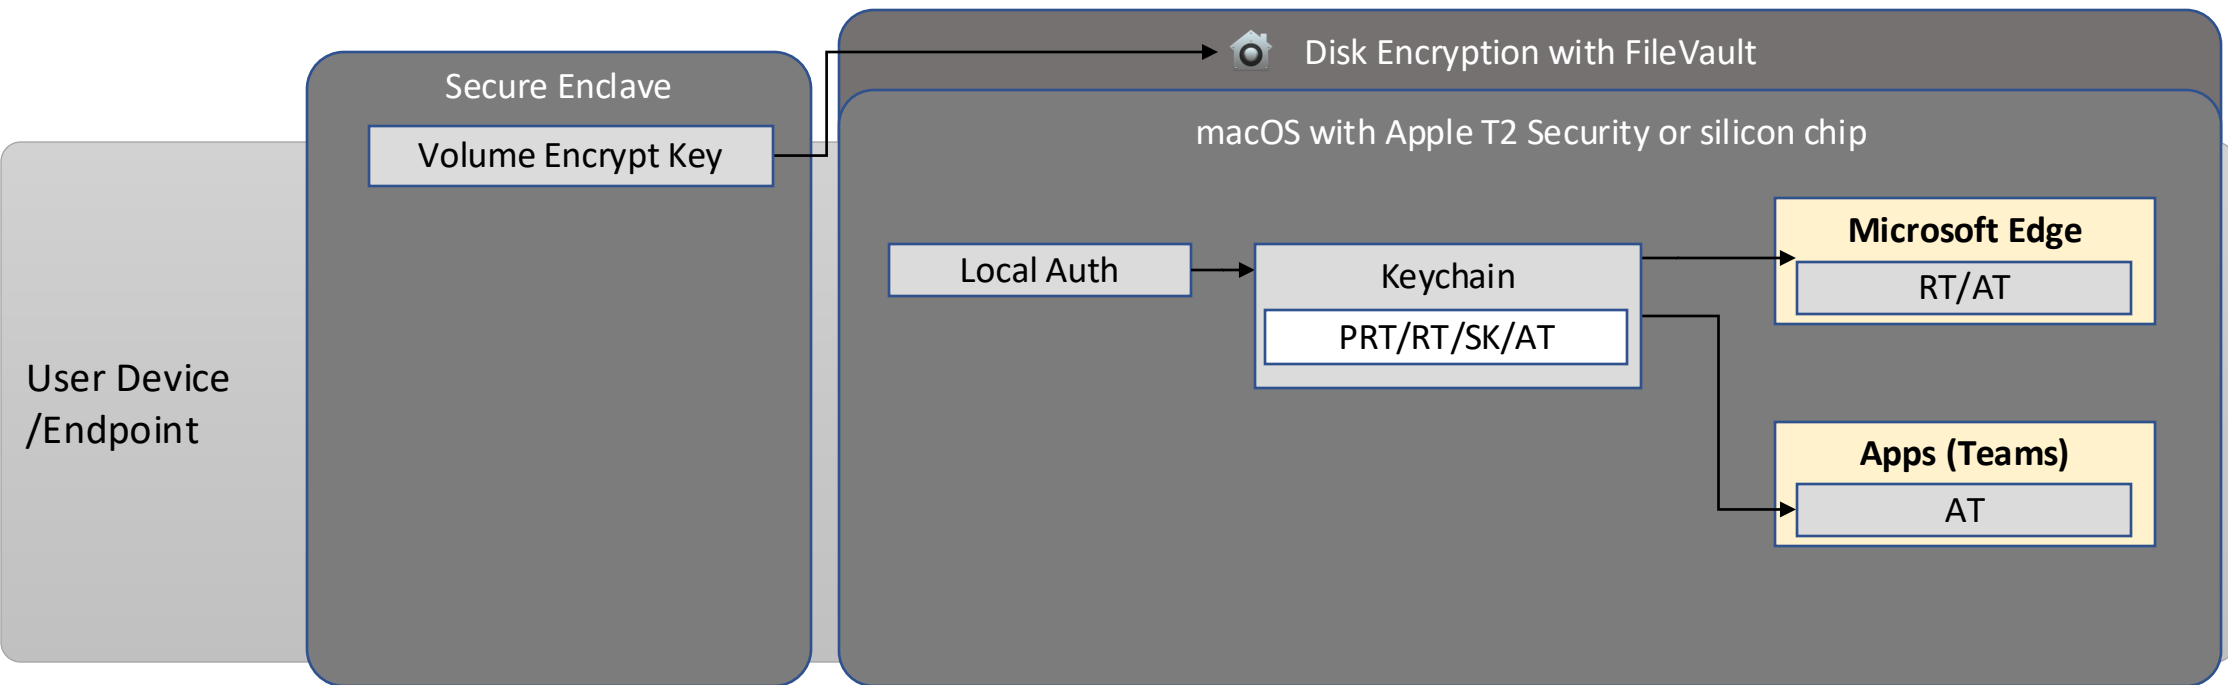 Disk Encryption with FileVault
Secure Enclave
Volume Encrypt Key
macOS with Apple T2 Security or silicon chip
Local Auth
Keychain
PRT/RT/SK/AT
Microsoft Edge
RT/AT
Apps (Teams)
AT
User Device
/Endpoint